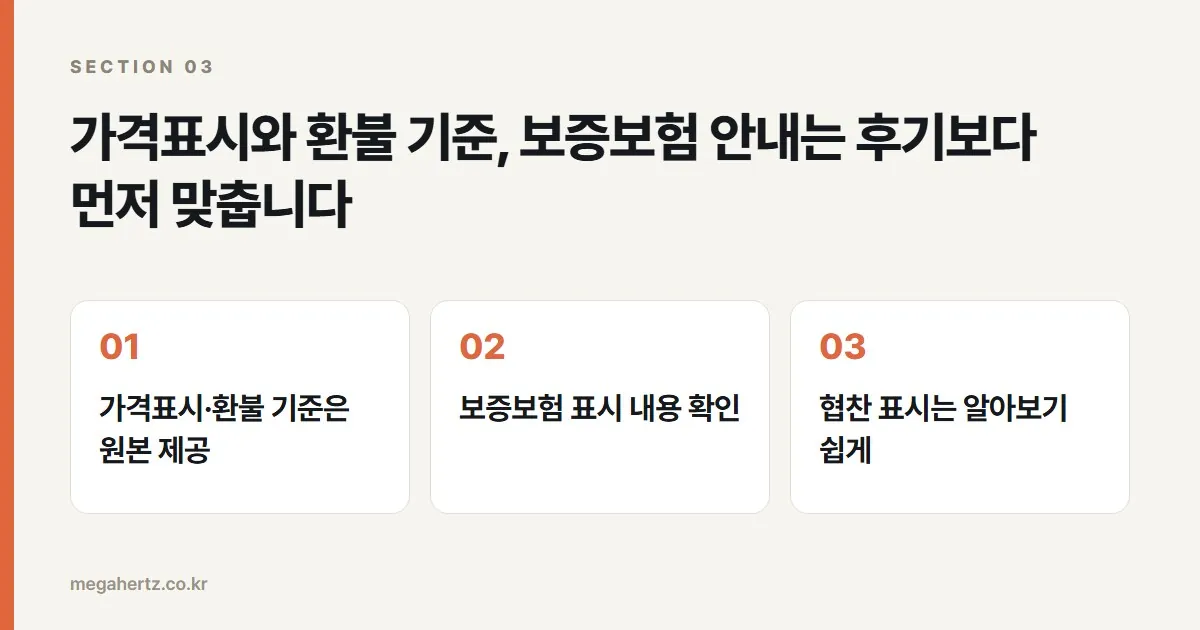 SECTION 03
가격표시와 환불 기준, 보증보험 안내는 후기보다
먼저 맞춥니다
01
가격표시·환불 기준은
원본 제공
02
보증보험 표시 내용 확인
03
협찬 표시는 알아보기
쉽게
megahertz.co.kr